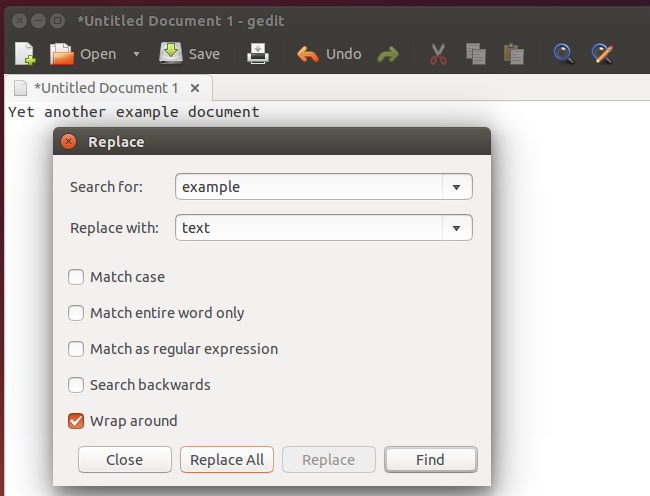 *Untitled Document 1 - gedit
Open Save Undo
*Untitled Document 1
Yet another example document
Replace
Search for: example
Replace with: text
Match case
Match entire word only
Match as regular expression
Search backwards
Wrap around
Close Replace All Replace Find